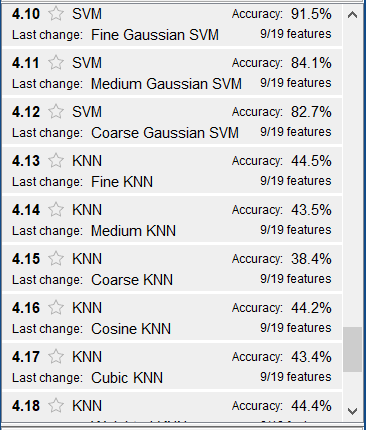 4.10 SVM Accuracy: 91.5%
Last change: Fine Gaussian SVM 9/19 features
4.11 SVM Accuracy: 84.1%
Last change: Medium Gaussian SVM 9/19 features
4.12 SVM Accuracy: 82.7%
Last change: Coarse Gaussian SVM 9/19 features
4.13 KNN Accuracy: 44.5%
Last change: Fine KNN 9/19 features
4.14 KNN Accuracy: 43.5%
Last change: Medium KNN 9/19 features
4.15 KNN Accuracy: 38.4%
Last change: Coarse KNN 9/19 features
4.16 KNN Accuracy: 44.2%
Last change: Cosine KNN 9/19 features
4.17 KNN Accuracy: 43.4%
Last change: Cubic KNN 9/19 features
4.18 KNN Accuracy: 44.4%